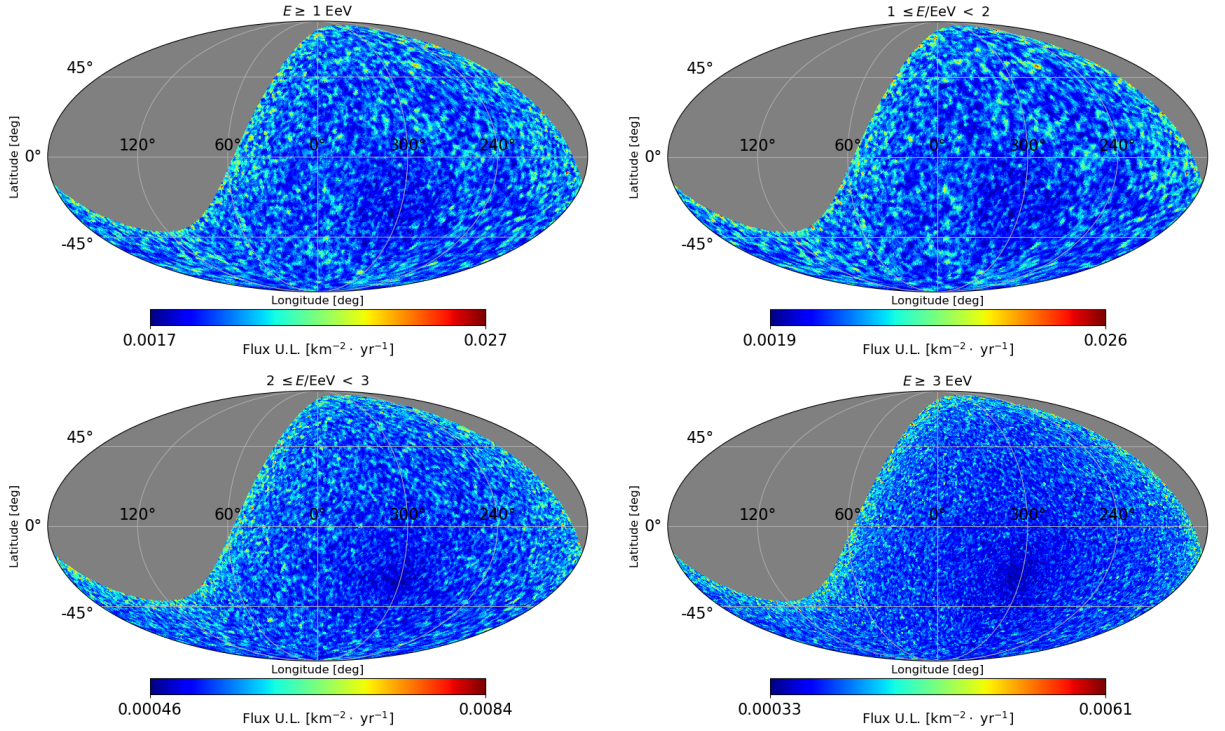 E ≥ 1 EeV
45°
0°
-45°
120° 60° 0° 300° 240°
Latitude [deg]
Longitude [deg]
0.0017 0.027
Flux U.L. [km⁻² · yr⁻¹]
1 ≤ E/EeV < 2
45°
0°
-45°
120° 60° 0° 300° 240°
Latitude [deg]
Longitude [deg]
0.0019 0.026
Flux U.L. [km⁻² · yr⁻¹]
2 ≤ E/EeV < 3
45°
0°
-45°
120° 60° 0° 300° 240°
Latitude [deg]
Longitude [deg]
0.00046 0.0084
Flux U.L. [km⁻² · yr⁻¹]
E ≥ 3 EeV
45°
0°
-45°
120° 60° 0° 300° 240°
Latitude [deg]
Longitude [deg]
0.00033 0.0061
Flux U.L. [km⁻² · yr⁻¹]